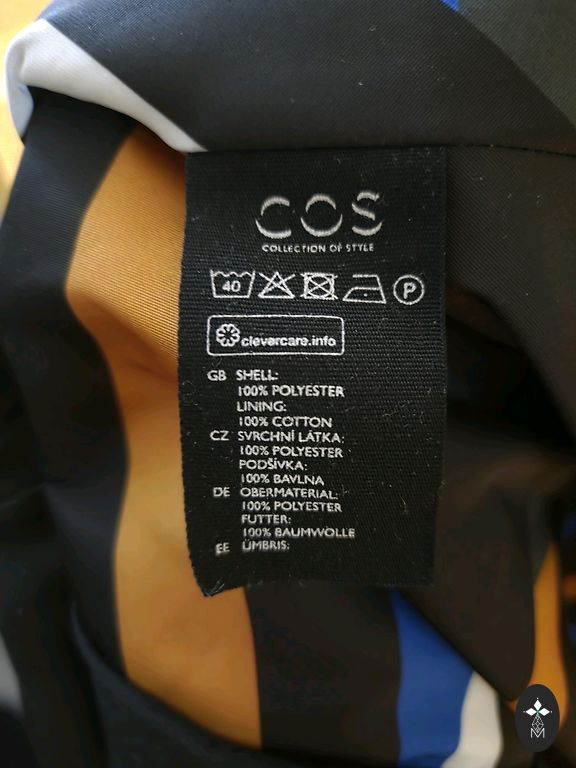 COS
COLLECTION OF STYLE
40
P
clevercare.info
GB SHELL:
100% POLYESTER
LINING:
100% COTTON
CZ SVRCHNÍ LÁTKA:
100% POLYESTER
PODŠÍVKA:
100% BAVLNA
DE OBERMATERIAL:
100% POLYESTER
FUTTER:
100% BAUMWOLLE
EE ÜMBRIS: